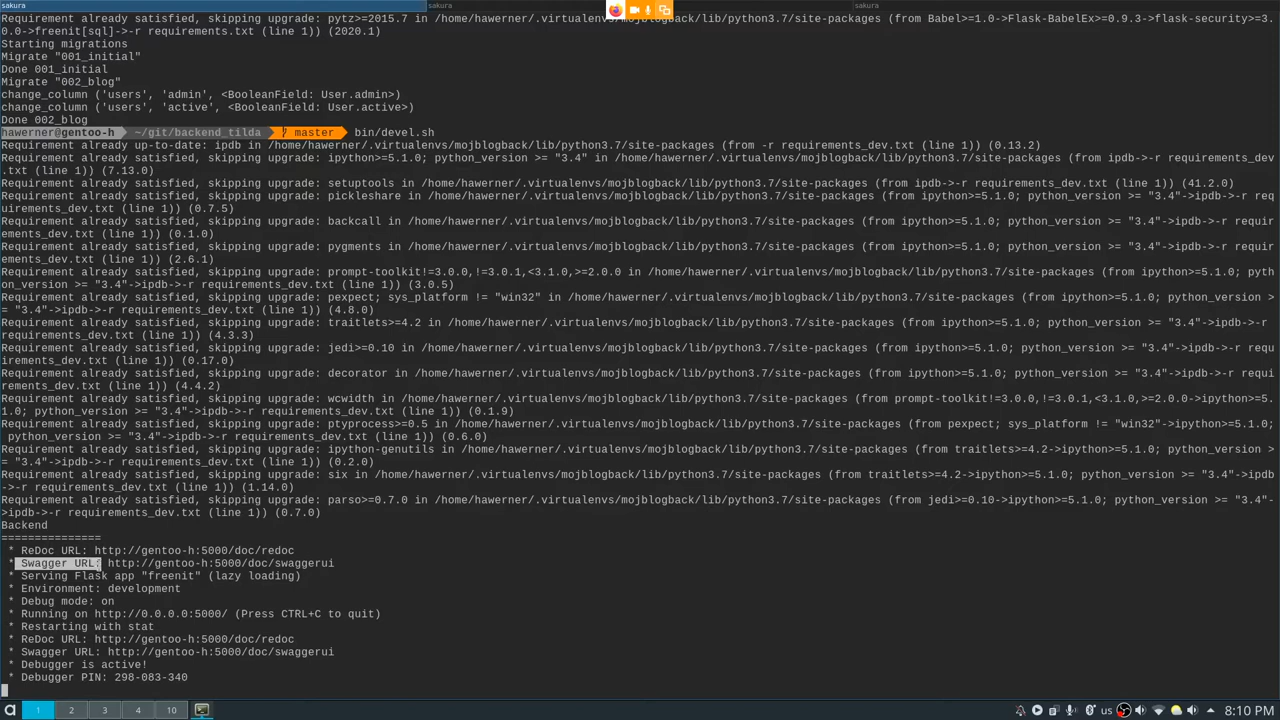 sakura
sakura
sakura
Requirement already satisfied, skipping upgrade: pytz>=2015.7 in /home/hawerner/.virtualenvs/mojblogback/lib/python3.7/site-packages (from Babel>=1.0->Flask-BabelEx>=0.9.3->flask-security>=3.
0.0->freenit[sql]->-r requirements.txt (line 1)) (2020.1)
Starting migrations
Migrate "001_initial"
Done 001_initial
Migrate "002_blog"
change_column ('users', 'admin', <BooleanField: User.admin>)
change_column ('users', 'active', <BooleanField: User.active>)
Done 002_blog
hawerner@gentoo-h ~/git/backend_tilda master bin/devel.sh
Requirement already up-to-date: ipdb in /home/hawerner/.virtualenvs/mojblogback/lib/python3.7/site-packages (from -r requirements_dev.txt (line 1)) (0.13.2)
Requirement already satisfied, skipping upgrade: ipython>=5.1.0; python_version >= "3.4" in /home/hawerner/.virtualenvs/mojblogback/lib/python3.7/site-packages (from ipdb->-r requirements_dev
.txt (line 1)) (7.13.0)
Requirement already satisfied, skipping upgrade: setuptools in /home/hawerner/.virtualenvs/mojblogback/lib/python3.7/site-packages (from ipdb->-r requirements_dev.txt (line 1)) (41.2.0)
Requirement already satisfied, skipping upgrade: pickleshare in /home/hawerner/.virtualenvs/mojblogback/lib/python3.7/site-packages (from ipython>=5.1.0; python_version >= "3.4"->ipdb->-r requ
irements_dev.txt (line 1)) (0.7.5)
Requirement already satisfied, skipping upgrade: backcall in /home/hawerner/.virtualenvs/mojblogback/lib/python3.7/site-packages (from ipython>=5.1.0; python_version >= "3.4"->ipdb->-r requir
ements_dev.txt (line 1)) (0.1.0)
Requirement already satisfied, skipping upgrade: pygments in /home/hawerner/.virtualenvs/mojblogback/lib/python3.7/site-packages (from ipython>=5.1.0; python_version >= "3.4"->ipdb->-r requir
ements_dev.txt (line 1)) (2.6.1)
Requirement already satisfied, skipping upgrade: prompt-toolkit!=3.0.0,!=3.0.1,<3.1.0,>=2.0.0 in /home/hawerner/.virtualenvs/mojblogback/lib/python3.7/site-packages (from ipython>=5.1.0; pyth
on_version >= "3.4"->ipdb->-r requirements_dev.txt (line 1)) (3.0.5)
Requirement already satisfied, skipping upgrade: pexpect; sys_platform != "win32" in /home/hawerner/.virtualenvs/mojblogback/lib/python3.7/site-packages (from ipython>=5.1.0; python_version >
= "3.4"->ipdb->-r requirements_dev.txt (line 1)) (4.8.0)
Requirement already satisfied, skipping upgrade: traitlets>=4.2 in /home/hawerner/.virtualenvs/mojblogback/lib/python3.7/site-packages (from ipython>=5.1.0; python_version >= "3.4"->ipdb->-r
requirements_dev.txt (line 1)) (4.3.3)
Requirement already satisfied, skipping upgrade: jedi>=0.10 in /home/hawerner/.virtualenvs/mojblogback/lib/python3.7/site-packages (from ipython>=5.1.0; python_version >= "3.4"->ipdb->-r requ
irements_dev.txt (line 1)) (0.17.0)
Requirement already satisfied, skipping upgrade: decorator in /home/hawerner/.virtualenvs/mojblogback/lib/python3.7/site-packages (from ipython>=5.1.0; python_version >= "3.4"->ipdb->-r requi
rements_dev.txt (line 1)) (4.4.2)
Requirement already satisfied, skipping upgrade: wcwidth in /home/hawerner/.virtualenvs/mojblogback/lib/python3.7/site-packages (from prompt-toolkit!=3.0.0,!=3.0.1,<3.1.0,>=2.0.0->ipython>=5.
1.0; python_version >= "3.4"->ipdb->-r requirements_dev.txt (line 1)) (0.1.9)
Requirement already satisfied, skipping upgrade: ptyprocess>=0.5 in /home/hawerner/.virtualenvs/mojblogback/lib/python3.7/site-packages (from pexpect; sys_platform != "win32"->ipython>=5.1.0;
python_version >= "3.4"->ipdb->-r requirements_dev.txt (line 1)) (0.6.0)
Requirement already satisfied, skipping upgrade: ipython-genutils in /home/hawerner/.virtualenvs/mojblogback/lib/python3.7/site-packages (from traitlets>=4.2->ipython>=5.1.0; python_version >
= "3.4"->ipdb->-r requirements_dev.txt (line 1)) (0.2.0)
Requirement already satisfied, skipping upgrade: six in /home/hawerner/.virtualenvs/mojblogback/lib/python3.7/site-packages (from traitlets>=4.2->ipython>=5.1.0; python_version >= "3.4"->ipdb
->-r requirements_dev.txt (line 1)) (1.14.0)
Requirement already satisfied, skipping upgrade: parso>=0.7.0 in /home/hawerner/.virtualenvs/mojblogback/lib/python3.7/site-packages (from jedi>=0.10->ipython>=5.1.0; python_version >= "3.4"-
>ipdb->-r requirements_dev.txt (line 1)) (0.7.0)
Backend
===============
* ReDoc URL: http://gentoo-h:5000/doc/redoc
* Swagger URL: http://gentoo-h:5000/doc/swaggerui
* Serving Flask app "freenit" (lazy loading)
* Environment: development
* Debug mode: on
* Running on http://0.0.0.0:5000/ (Press CTRL+C to quit)
* Restarting with stat
* ReDoc URL: http://gentoo-h:5000/doc/redoc
* Swagger URL: http://gentoo-h:5000/doc/swaggerui
* Debugger is active!
* Debugger PIN: 298-083-340
1 2 3 4 10 us 8:10 PM